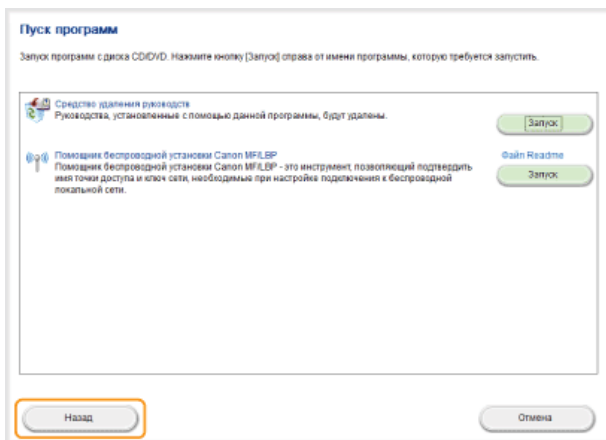 Пуск программ
Запуск программ с диска CD/DVD. Нажмите кнопку [Запуск] справа от имени программы, которую требуется запустить.
Средство удаления руководств
Руководства, установленные с помощью данной программы, будут удалены.
Запуск
Помощник беспроводной установки Canon MF/LBP
Файл Readme
Помощник беспроводной установки Canon MF/LBP - это инструмент, позволяющий подтвердить
имя точки доступа и ключ сети, необходимые при настройке подключения к беспроводной
локальной сети.
Запуск
Назад
Отмена